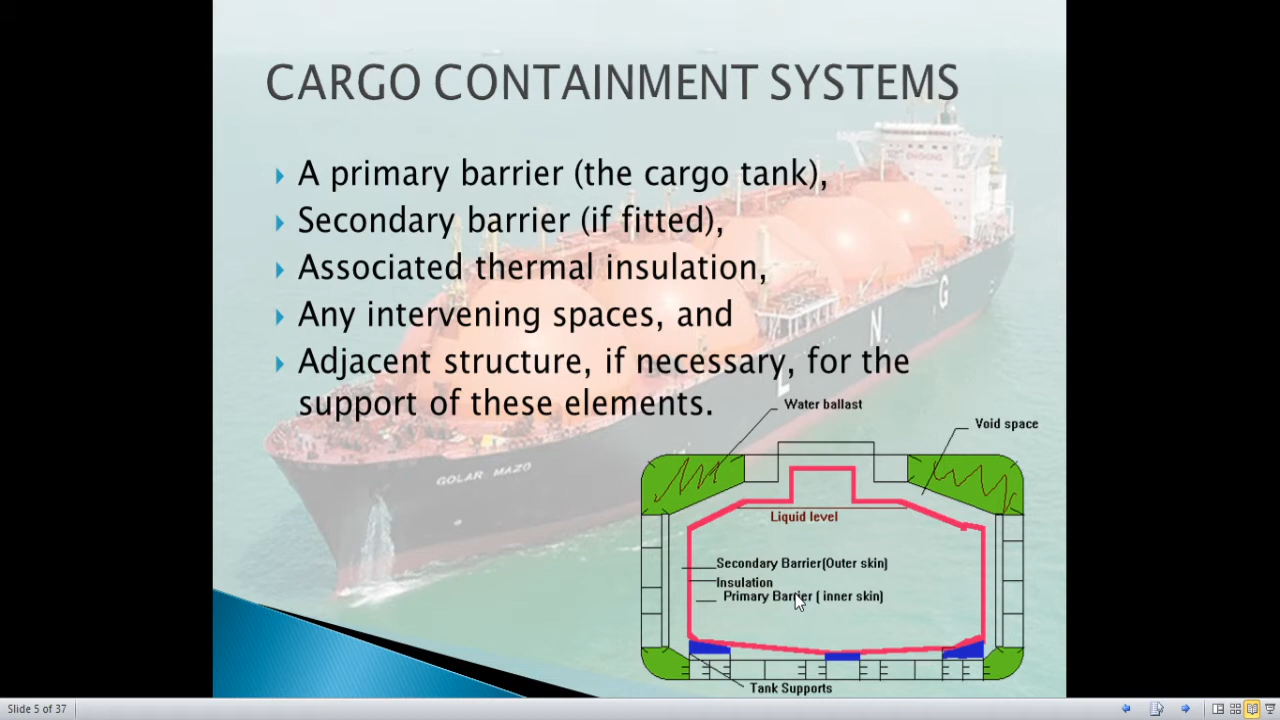 CARGO CONTAINMENT SYSTEMS
A primary barrier (the cargo tank),
Secondary barrier (if fitted),
Associated thermal insulation,
Any intervening spaces, and
Adjacent structure, if necessary, for the
support of these elements.
L N G
GOLAR MAZO
Water ballast
Void space
Liquid level
Secondary Barrier(Outer skin)
Insulation
Primary Barrier ( inner skin)
Tank Supports
Slide 5 of 37